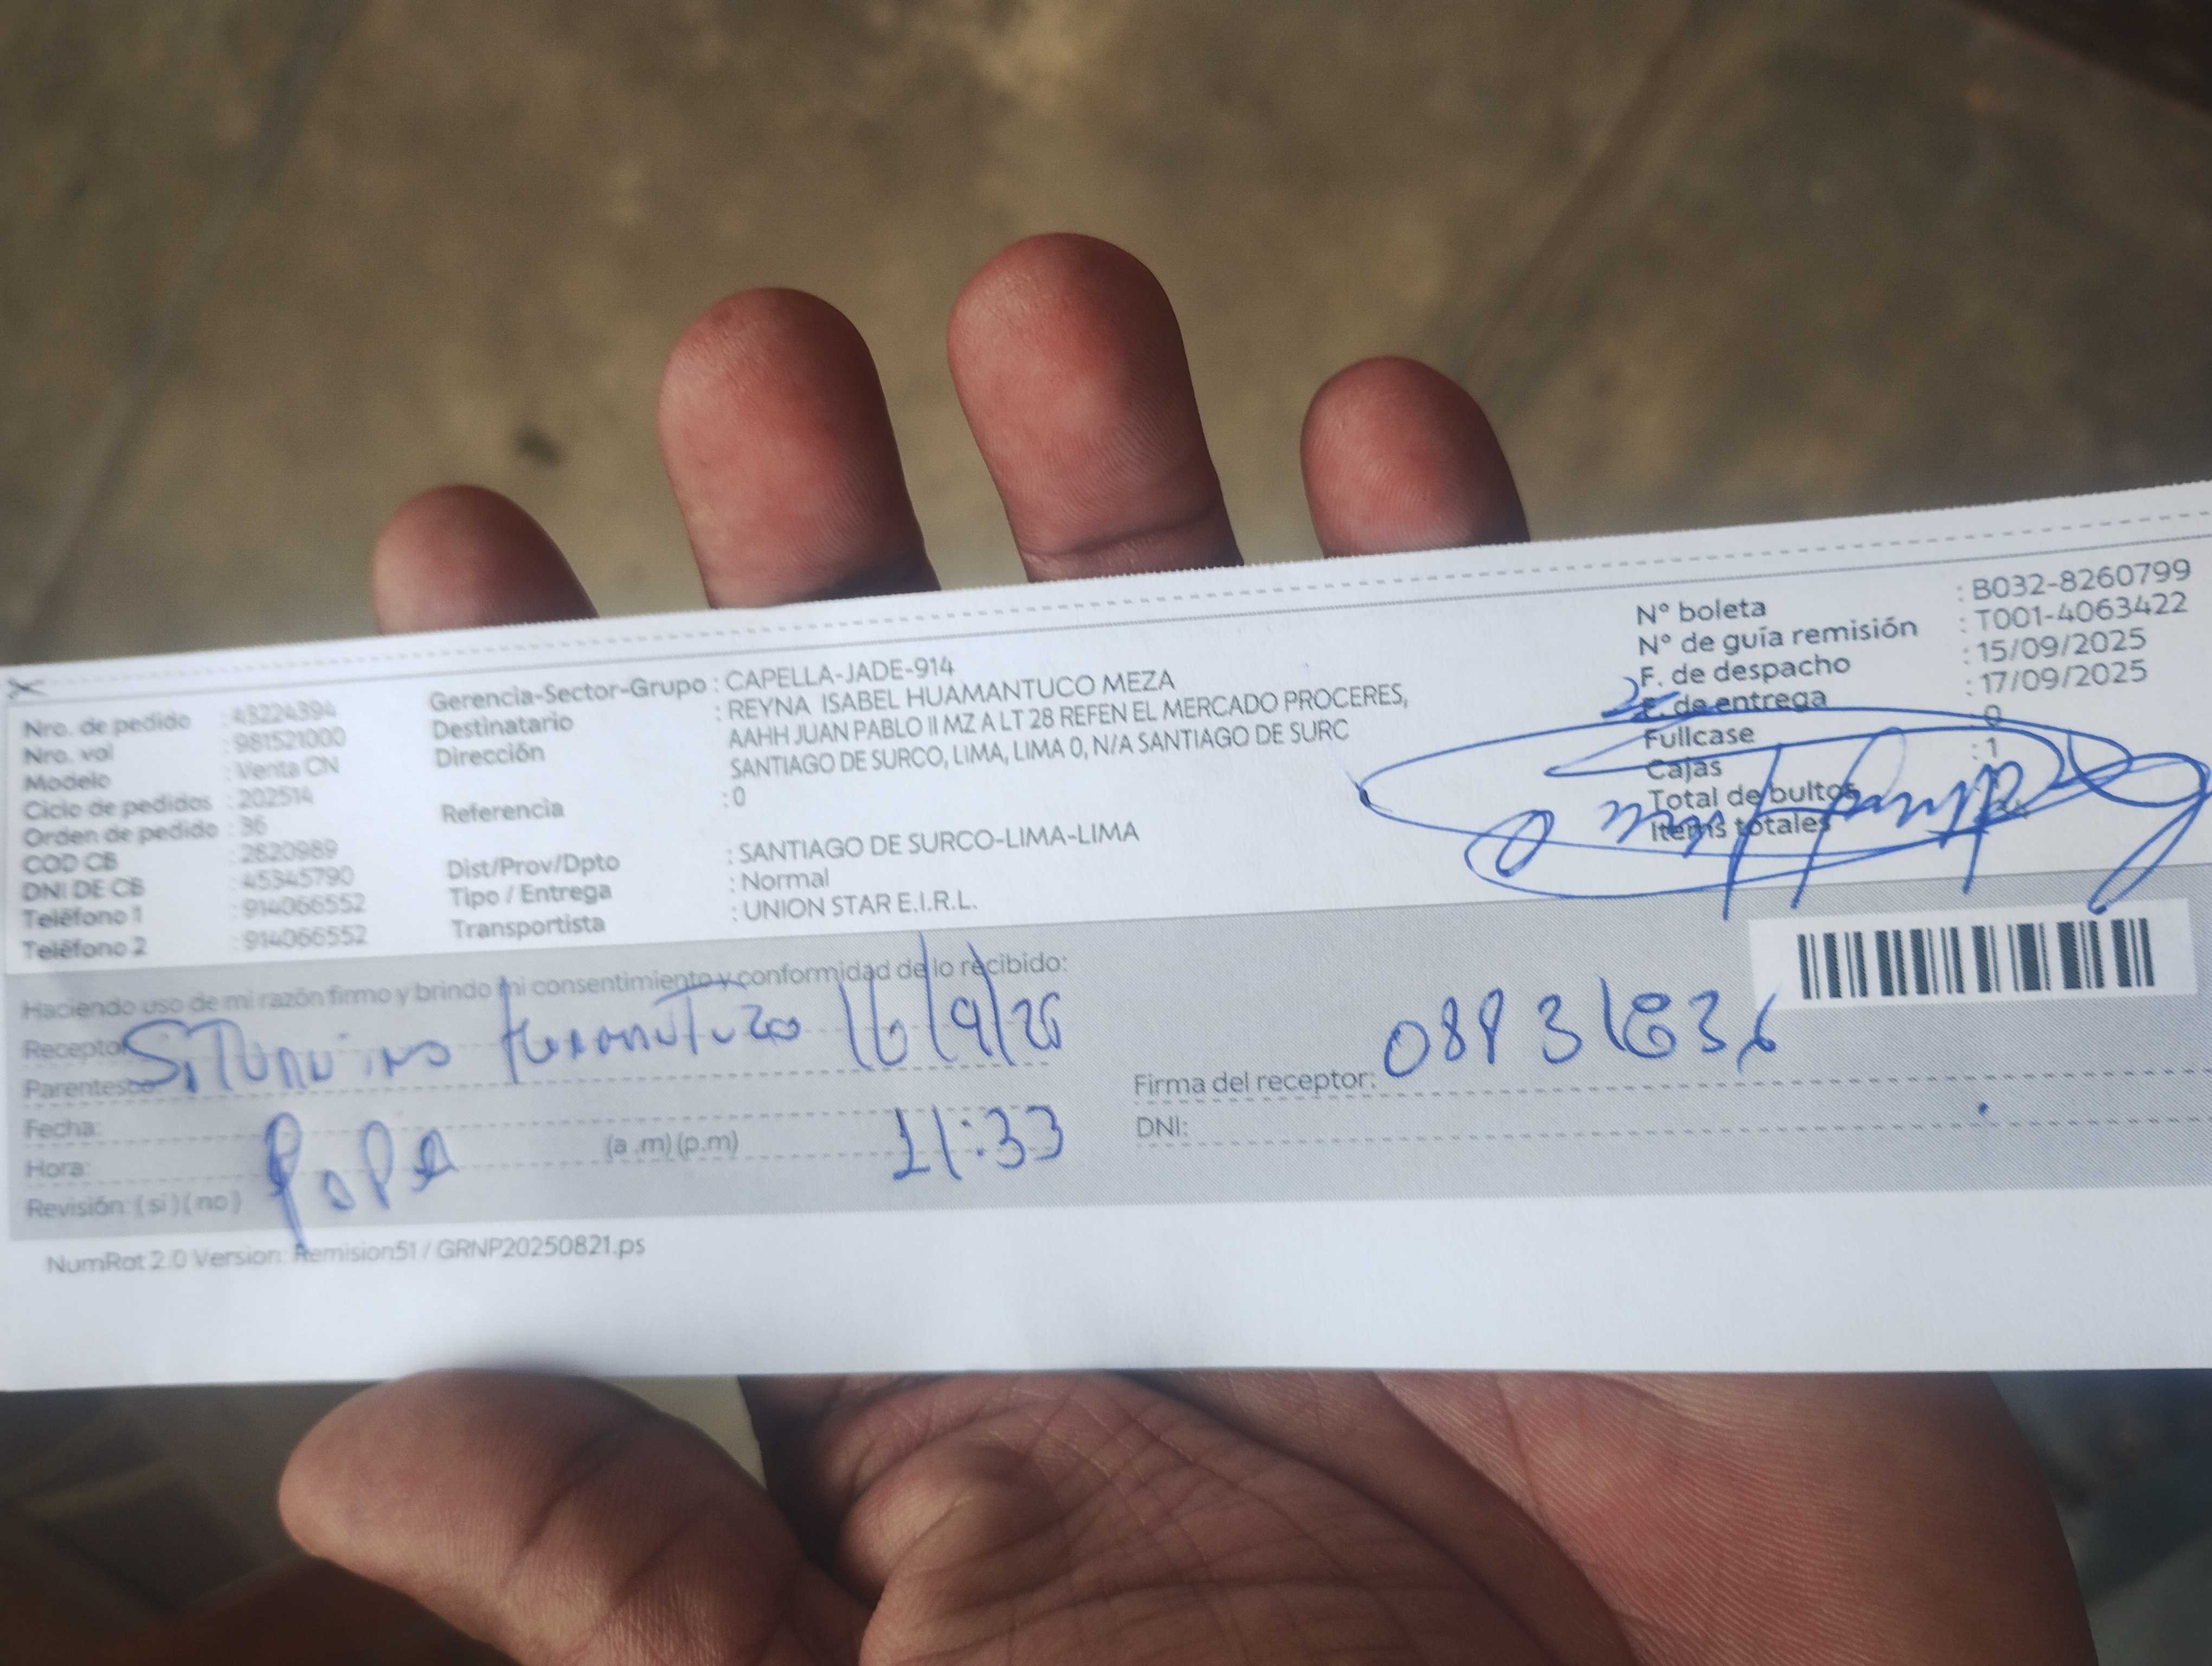 Nro. de pedido : 43224394
Nro. val : 981521000
Modelo : Venta CN
Ciclo de pedidos : 202514
Orden de pedido : 36
COD CB : 2820989
DNI DE CB : 45345790
Teléfono 1 : 914066552
Teléfono 2 : 914066552
Gerencia-Sector-Grupo : CAPELLA-JADE-914
Destinatario : REYNA ISABEL HUAMANTUCO MEZA
Dirección : AAHH JUAN PABLO II MZ A LT 28 REFEN EL MERCADO PROCERES,
SANTIAGO DE SURCO, LIMA, LIMA 0, N/A SANTIAGO DE SURC
Referencia : 0
Dist/Prov/Dpto : SANTIAGO DE SURCO-LIMA-LIMA
Tipo / Entrega : Normal
Transportista : UNION STAR E.I.R.L.
N° boleta : B032-8260799
N° de guía remisión : T001-4063422
F. de despacho : 15/09/2025
F. de entrega : 17/09/2025
Fullcase : 0
Cajas : 1
Total de bultos
Items totales
Haciendo uso de mi razón firmo y brindo mi consentimiento y conformidad de lo recibido:
Receptor
Parentesco
16/9/25
Fecha:
Hora: (a .m) (p.m) 11:33
PaPa
Revisión: ( si ) ( no )
Firma del receptor:
DNI:
NumRot 2.0 Version: Remision51 / GRNP20250821.ps